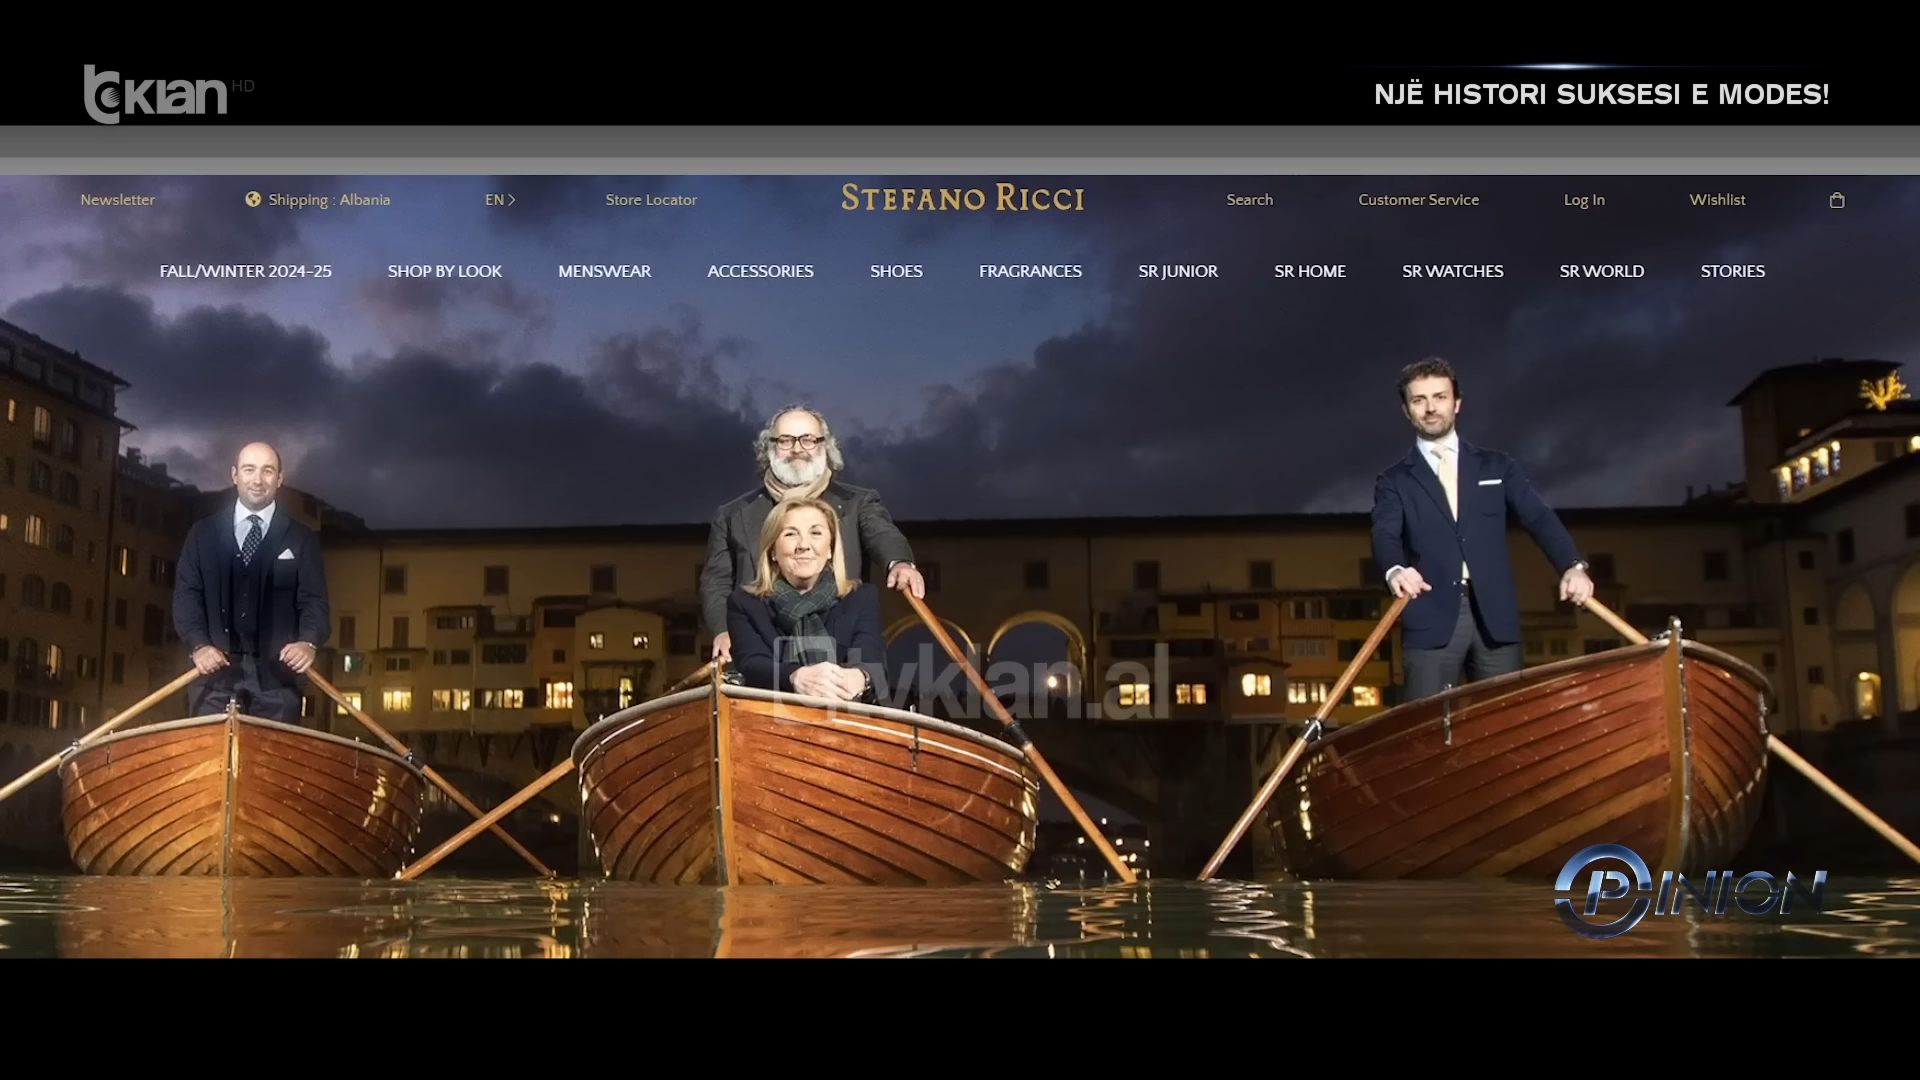 tvklan HD
NJË HISTORI SUKSESI E MODES!
Newsletter
Shipping : Albania
EN
Store Locator
STEFANO RICCI
Search
Customer Service
Log In
Wishlist
FALL/WINTER 2024-25
SHOP BY LOOK
MENSWEAR
ACCESSORIES
SHOES
FRAGRANCES
SR JUNIOR
SR HOME
SR WATCHES
SR WORLD
STORIES
tvklan.al
OPINION